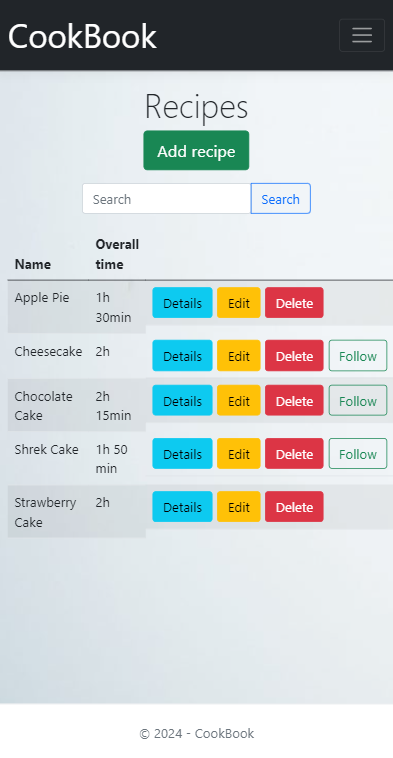 CookBook
Recipes
Add recipe
Search Search
Name Overall time
Apple Pie 1h 30min Details Edit Delete
Cheesecake 2h Details Edit Delete Follow
Chocolate Cake 2h 15min Details Edit Delete Follow
Shrek Cake 1h 50 min Details Edit Delete Follow
Strawberry Cake 2h Details Edit Delete
© 2024 - CookBook